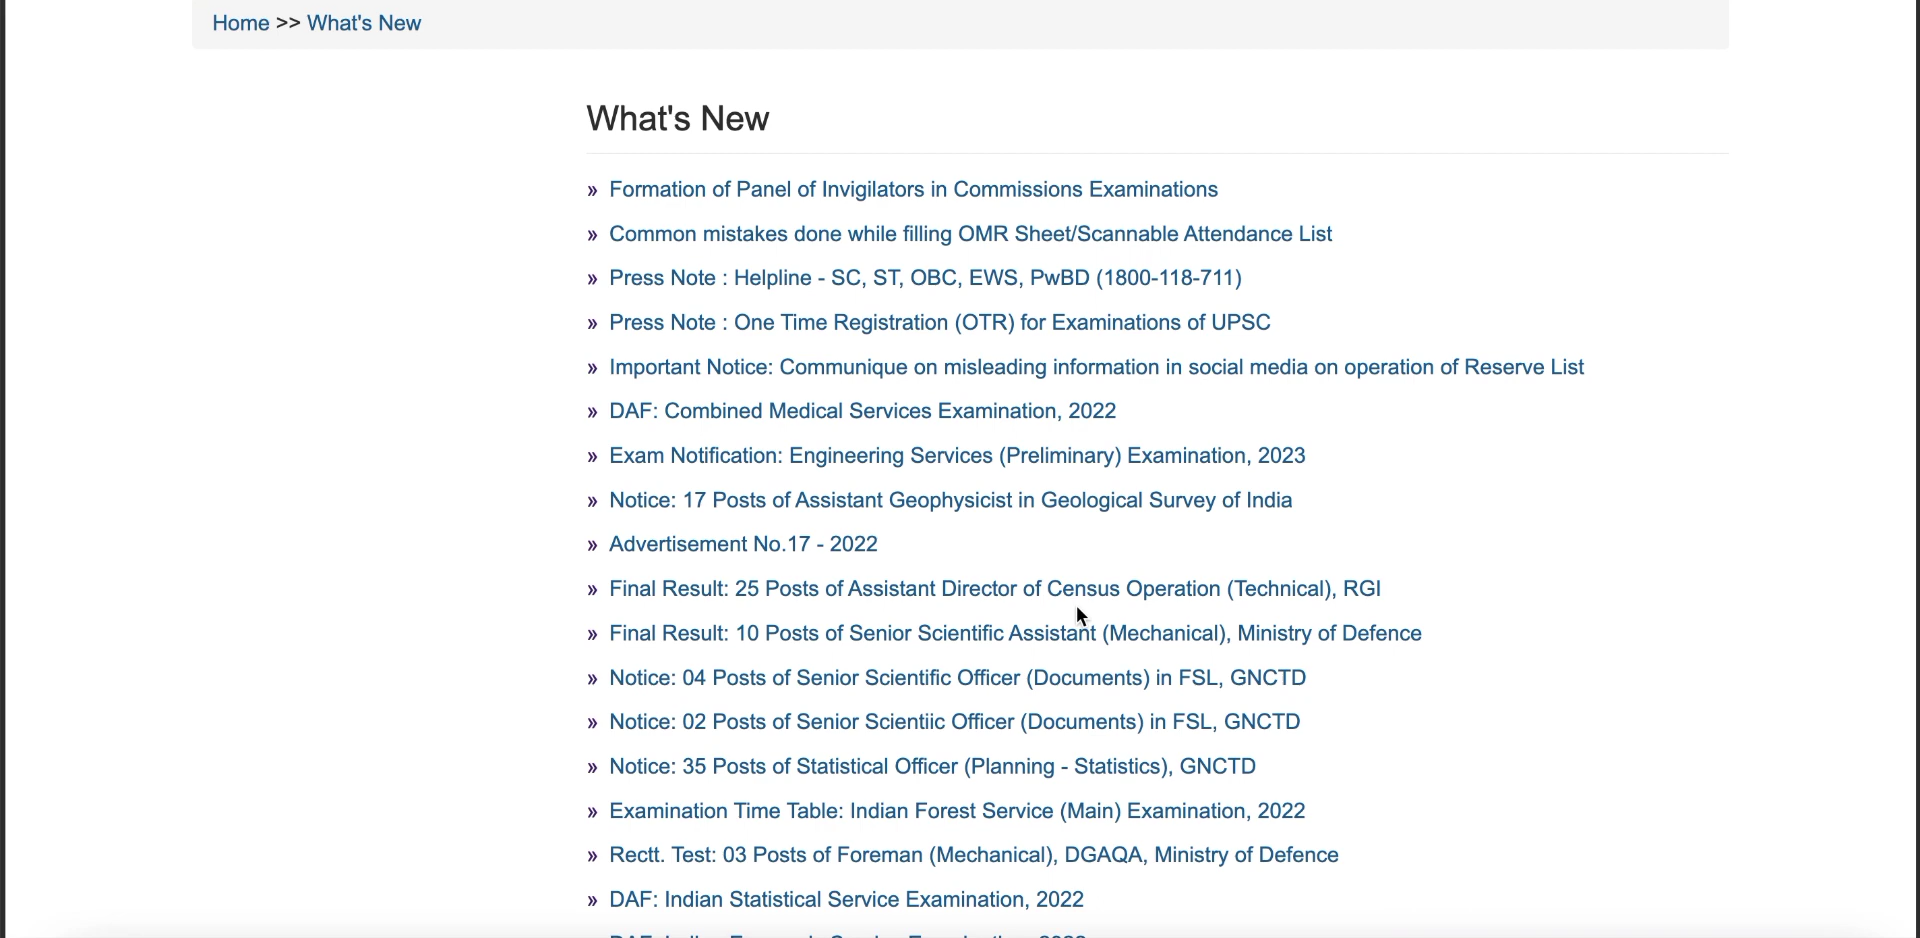 Home >> What's New
What's New
» Formation of Panel of Invigilators in Commissions Examinations
» Common mistakes done while filling OMR Sheet/Scannable Attendance List
» Press Note : Helpline - SC, ST, OBC, EWS, PwBD (1800-118-711)
» Press Note : One Time Registration (OTR) for Examinations of UPSC
» Important Notice: Communique on misleading information in social media on operation of Reserve List
» DAF: Combined Medical Services Examination, 2022
» Exam Notification: Engineering Services (Preliminary) Examination, 2023
» Notice: 17 Posts of Assistant Geophysicist in Geological Survey of India
» Advertisement No.17 - 2022
» Final Result: 25 Posts of Assistant Director of Census Operation (Technical), RGI
» Final Result: 10 Posts of Senior Scientific Assistant (Mechanical), Ministry of Defence
» Notice: 04 Posts of Senior Scientific Officer (Documents) in FSL, GNCTD
» Notice: 02 Posts of Senior Scientiic Officer (Documents) in FSL, GNCTD
» Notice: 35 Posts of Statistical Officer (Planning - Statistics), GNCTD
» Examination Time Table: Indian Forest Service (Main) Examination, 2022
» Rectt. Test: 03 Posts of Foreman (Mechanical), DGAQA, Ministry of Defence
» DAF: Indian Statistical Service Examination, 2022